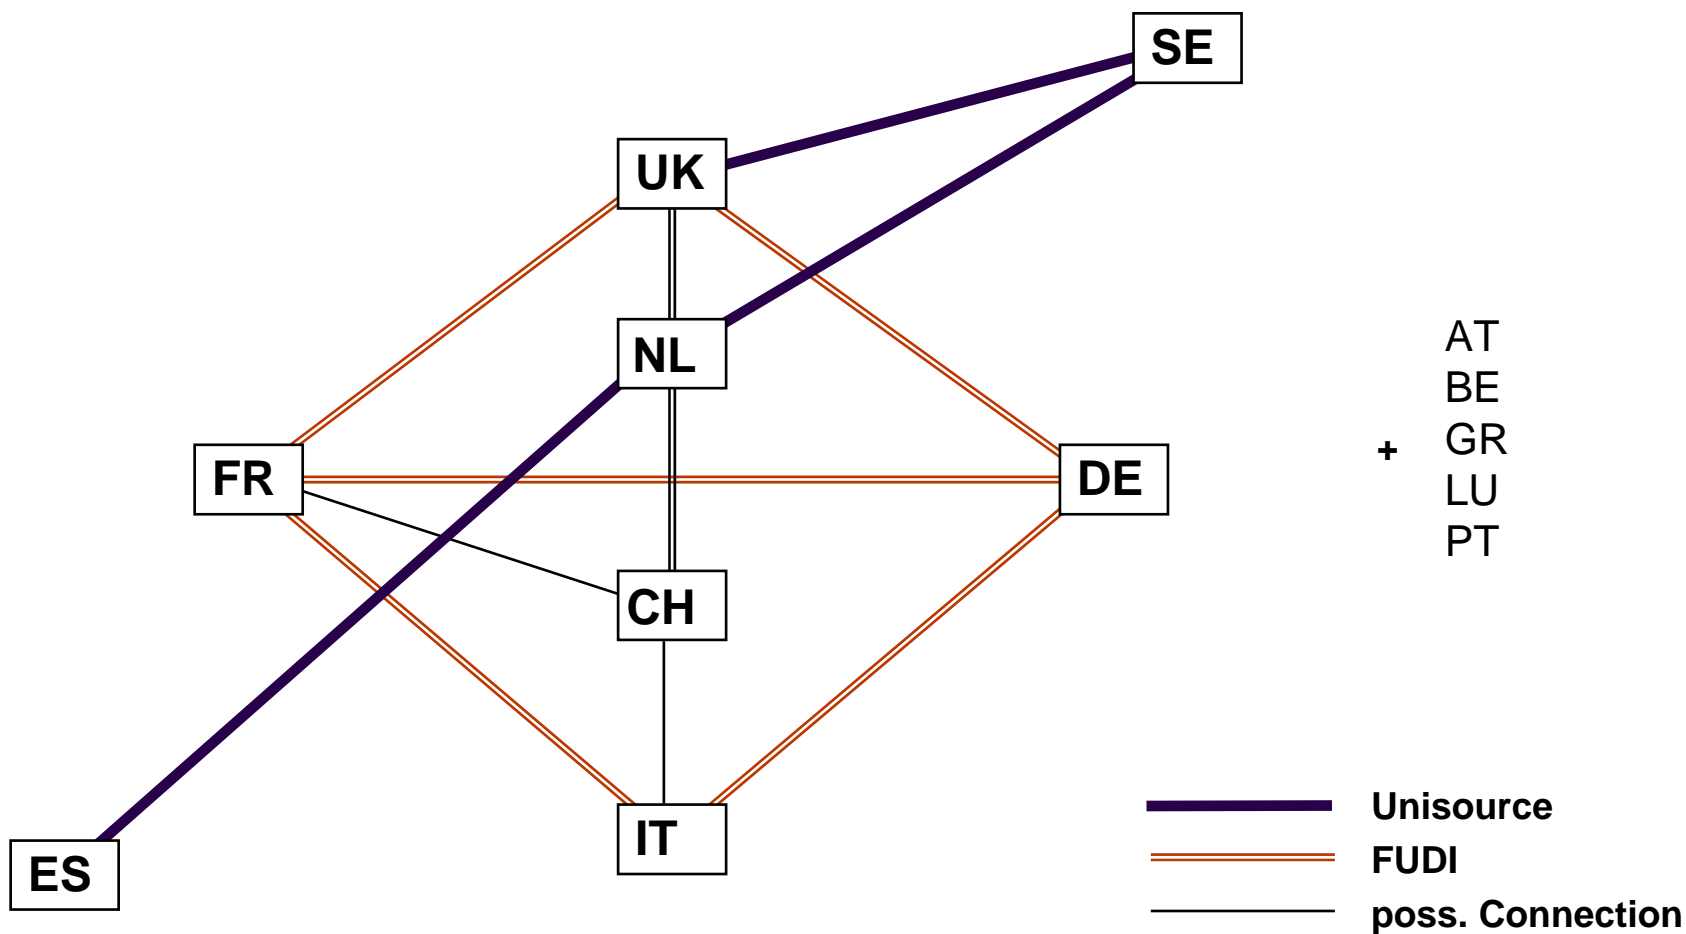 SE
UK
NL
AT
BE
+ GR
LU
PT
FR
DE
CH
IT
ES
Unisource
FUDI
poss. Connection